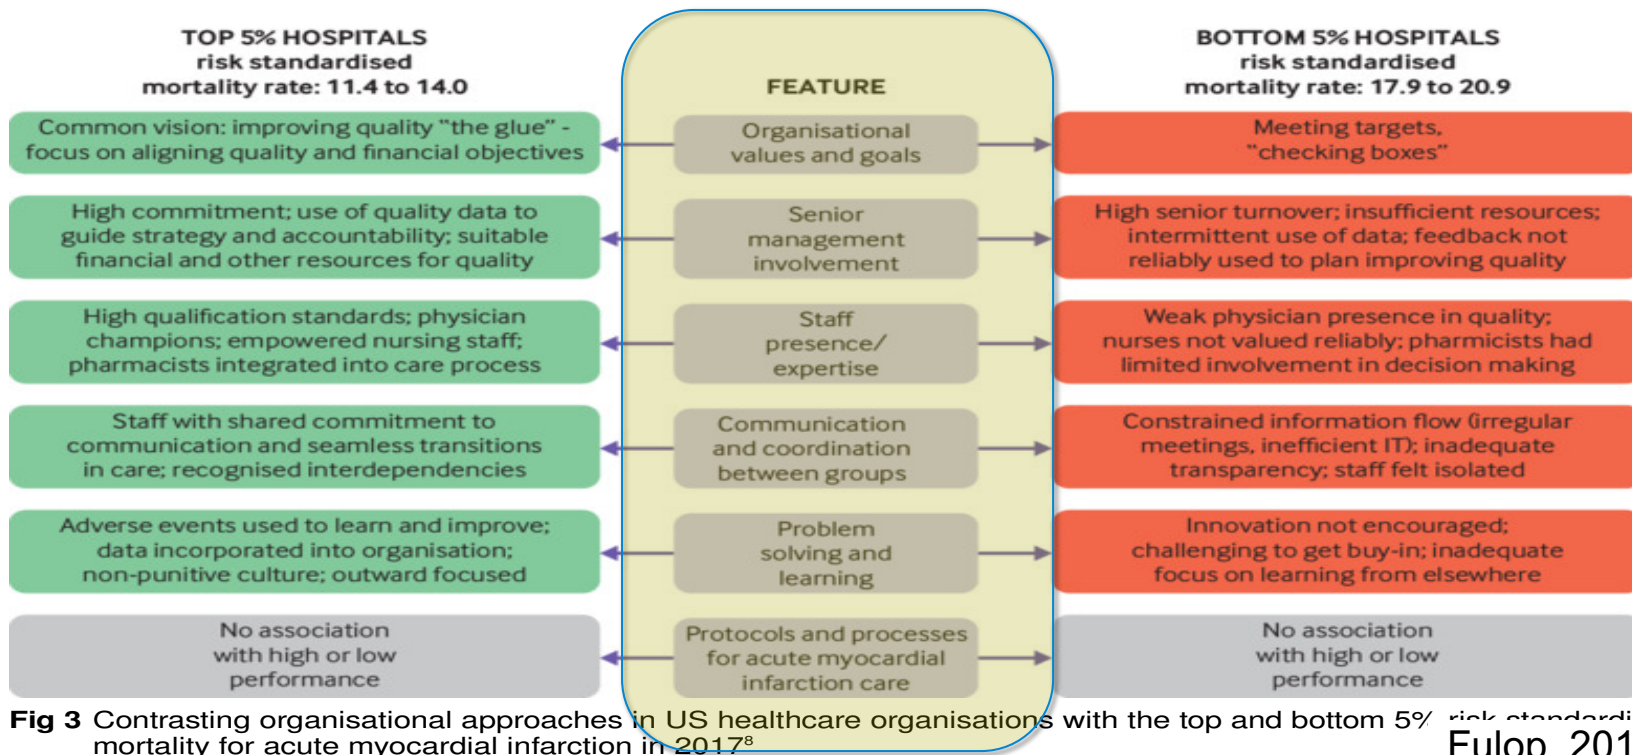 TOP 5% HOSPITALS
risk standardised
mortality rate: 11.4 to 14.0
FEATURE
BOTTOM 5% HOSPITALS
risk standardised
mortality rate: 17.9 to 20.9
Common vision: improving quality "the glue" -
focus on aligning quality and financial objectives
Organisational
values and goals
Meeting targets,
"checking boxes"
High commitment; use of quality data to
guide strategy and accountability; suitable
financial and other resources for quality
Senior
management
involvement
High senior turnover; insufficient resources;
intermittent use of data; feedback not
reliably used to plan improving quality
High qualification standards; physician
champions; empowered nursing staff;
pharmacists integrated into care process
Staff
presence/
expertise
Weak physician presence in quality;
nurses not valued reliably; pharmicists had
limited involvement in decision making
Staff with shared commitment to
communication and seamless transitions
in care; recognised interdependencies
Communication
and coordination
between groups
Constrained information flow (irregular
meetings, inefficient IT); inadequate
transparency; staff felt isolated
Adverse events used to learn and improve;
data incorporated into organisation;
non-punitive culture; outward focused
Problem
solving and
learning
Innovation not encouraged;
challenging to get buy-in; inadequate
focus on learning from elsewhere
No association
with high or low
performance
Protocols and processes
for acute myocardial
infarction care
No association
with high or low
performance
Fig 3 Contrasting organisational approaches in US healthcare organisations with the top and bottom 5% risk
mortality for acute myocardial infarction in 2017⁸
Fulop, 201